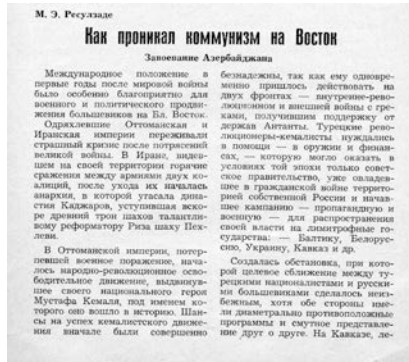 М. Э. Ресулзаде
Как проникал коммунизм на Восток
Завоевание Азербайджана
Международное положение в
первые годы после мировой войны
было особенно благоприятно для
военного и политического продви-
жения большевиков на Бл. Восток.
Одряхлевшие Оттоманская и
Иранская империи переживали
страшный кризис после потрясений
великой войны. В Иране, видев-
шем на своей территории горячие
сражения между армиями двух ко-
алиций, после ухода их началась
анархия, в которой угасала дина-
стия Каджаров, уступившая вско-
ре древний трон шахов талантли-
вому реформатору Риза шаху Пех-
леви.
В Оттоманской империи, потер-
певшей военное поражение, нача-
лось народно-революционное осво-
бодительное движение, выдвинув-
шее своего национального героя
Мустафа Кемаля, под именем ко-
торого оно вошло в историю. Шан-
сы на успех кемалистского движе-
ния вначале были совершенно
безнадежны, так как ему одновре-
менно пришлось действовать на
двух фронтах — внутренне-рево-
люционном и внешней войны с гре-
ками, получившим поддержку от
держав Антанты. Турецкие рево-
люционеры-кемалисты нуждались
в помощи — в оружии и финан-
сах, — которую могло оказать в
условиях той эпохи только совет-
ское правительство, уже овладев-
шее в гражданской войне террито-
рией собственной России и начав-
шее кампанию — пропагандную и
военную — для распространения
своей власти на лимитрофные го-
сударства: — Балтику, Белорус-
сию, Украину, Кавказ и др.
Создалась обстановка, при кото-
рой целевое сближение между ту-
рецкими националистами и русски-
ми большевиками сделалось неиз-
бежным, хотя обе стороны име-
ли диаметрально противоположные
программы и смутное представле-
ние друг о друге. На Кавказе, ле-